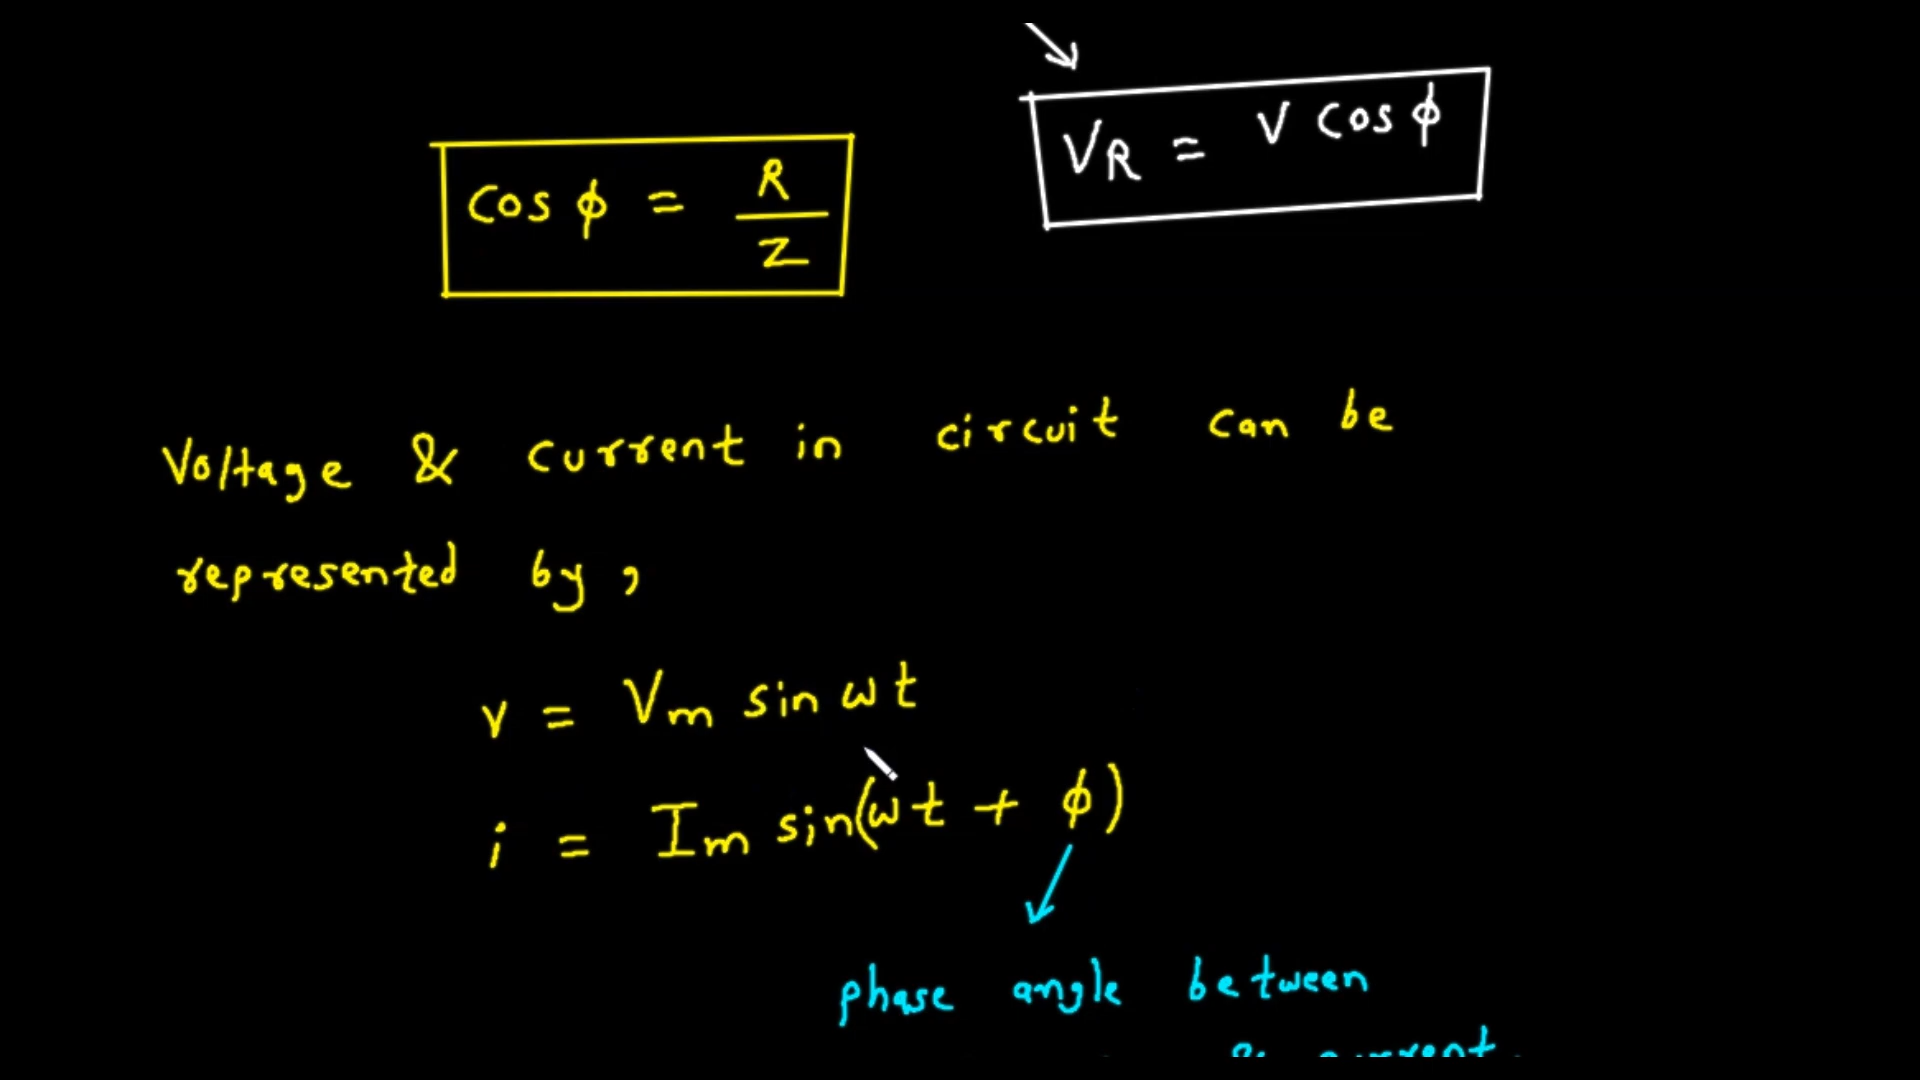 VR = V cos ϕ
cos ϕ = R/Z
Voltage & current in circuit can be
represented by,
v = Vm sin ωt
i = Im sin(ωt + ϕ)
phase angle between
& current.